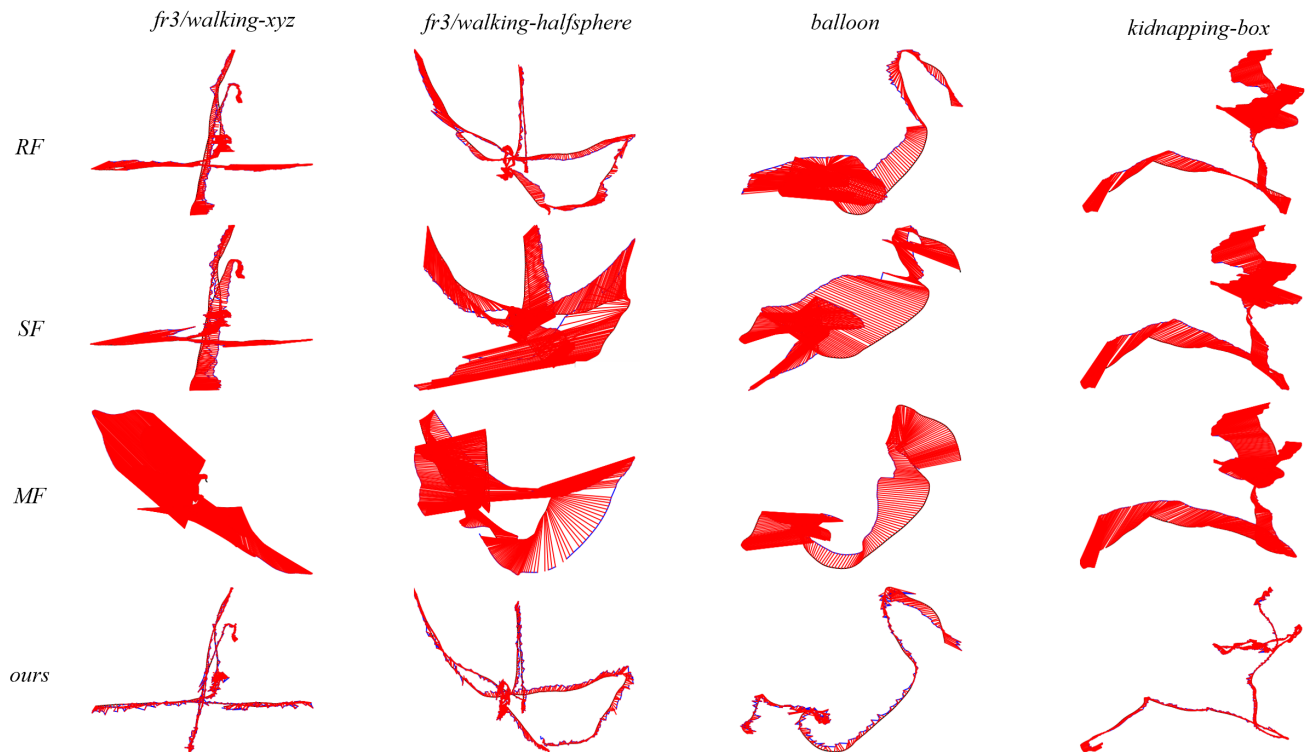 fr3/walking-xyz
fr3/walking-halfsphere
balloon
kidnapping-box
RF
SF
MF
ours